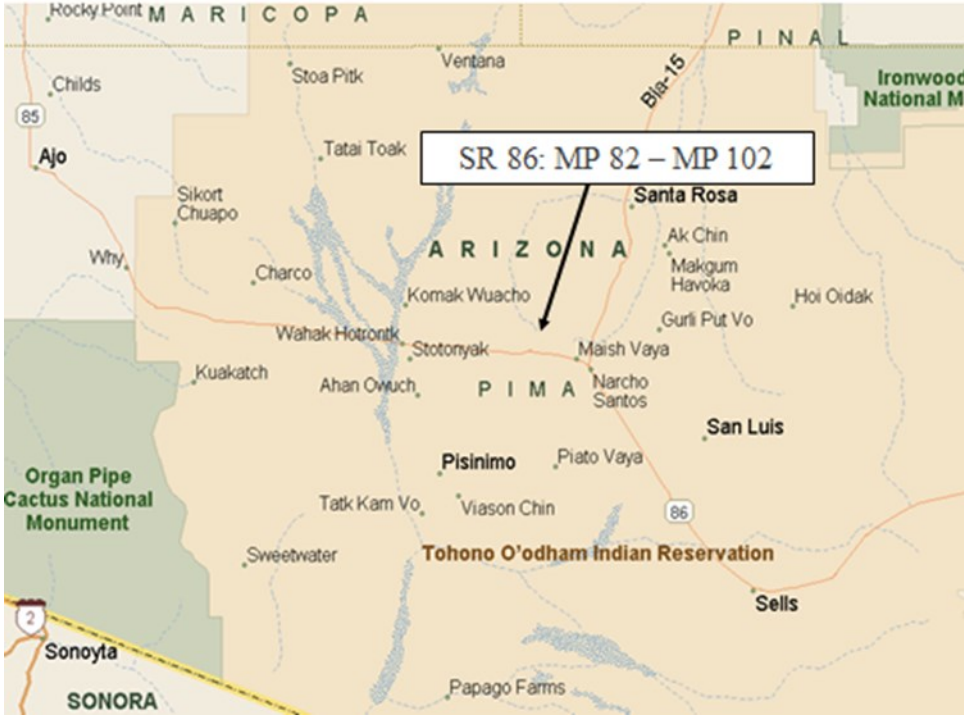 Rocky Point
MARICOPA
PINAL
Ventana
Stoa Pitk
Bia-15
Ironwood
National M
Childs
85
Ajo
Tatai Toak
SR 86: MP 82 – MP 102
Santa Rosa
Sikort
Chuapo
ARIZONA
Ak Chin
Makgum
Havoka
Why
Charco
Komak Wuacho
Hoi Oidak
Gurli Put Vo
Wahak Hotrontk
Stotonyak
Maish Vaya
Kuakatch
Ahan Owuch
PIMA
Narcho
Santos
San Luis
Pisinimo
Piato Vaya
Organ Pipe
Cactus National
Monument
Tatk Kam Vo
Viason Chin
86
Sweetwater
Tohono O'odham Indian Reservation
Sells
2
Sonoyta
SONORA
Papago Farms